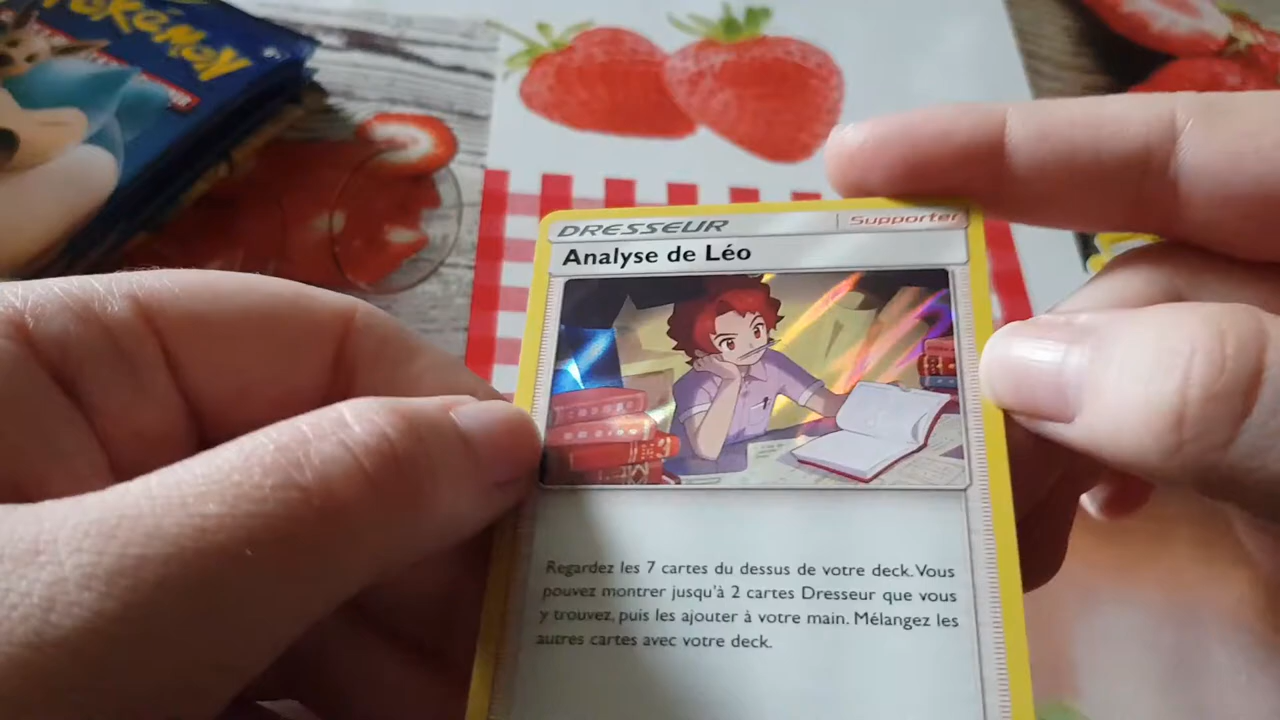 Pokémon
DRESSEUR
Supporter
Analyse de Léo
Regardez les 7 cartes du dessus de votre deck. Vous
pouvez montrer jusqu'à 2 cartes Dresseur que vous
y trouvez, puis les ajouter à votre main. Mélangez les
autres cartes avec votre deck.